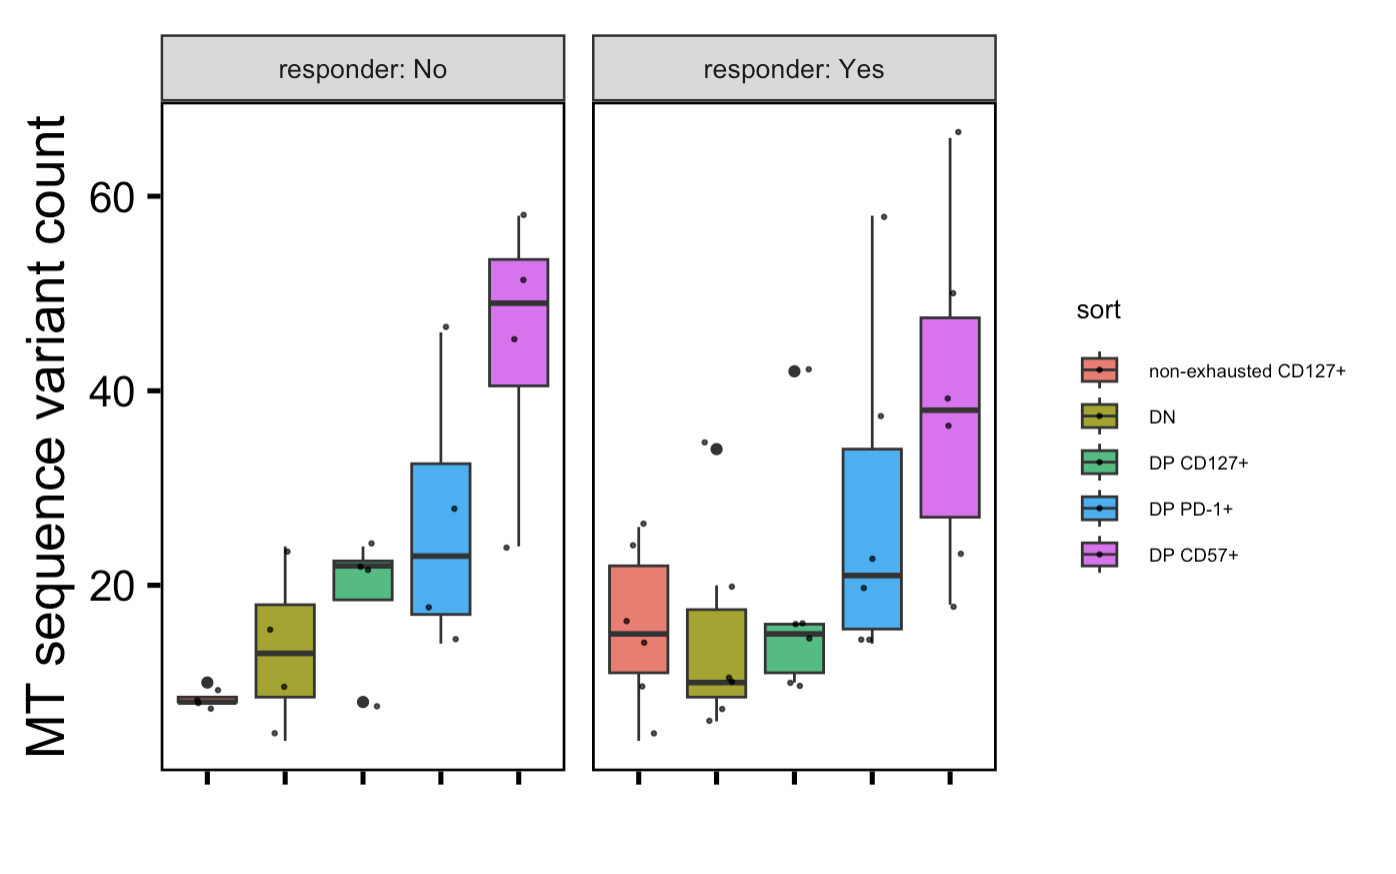 responder: No
responder: Yes
MT sequence variant count
60
40
20
sort
non-exhausted CD127+
DN
DP CD127+
DP PD-1+
DP CD57+